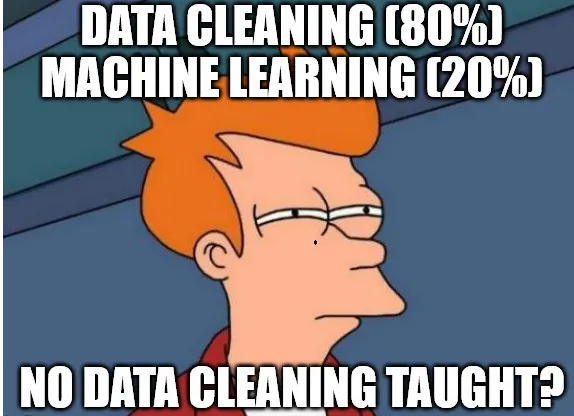 DATA CLEANING (80%)
MACHINE LEARNING (20%)
NO DATA CLEANING TAUGHT?